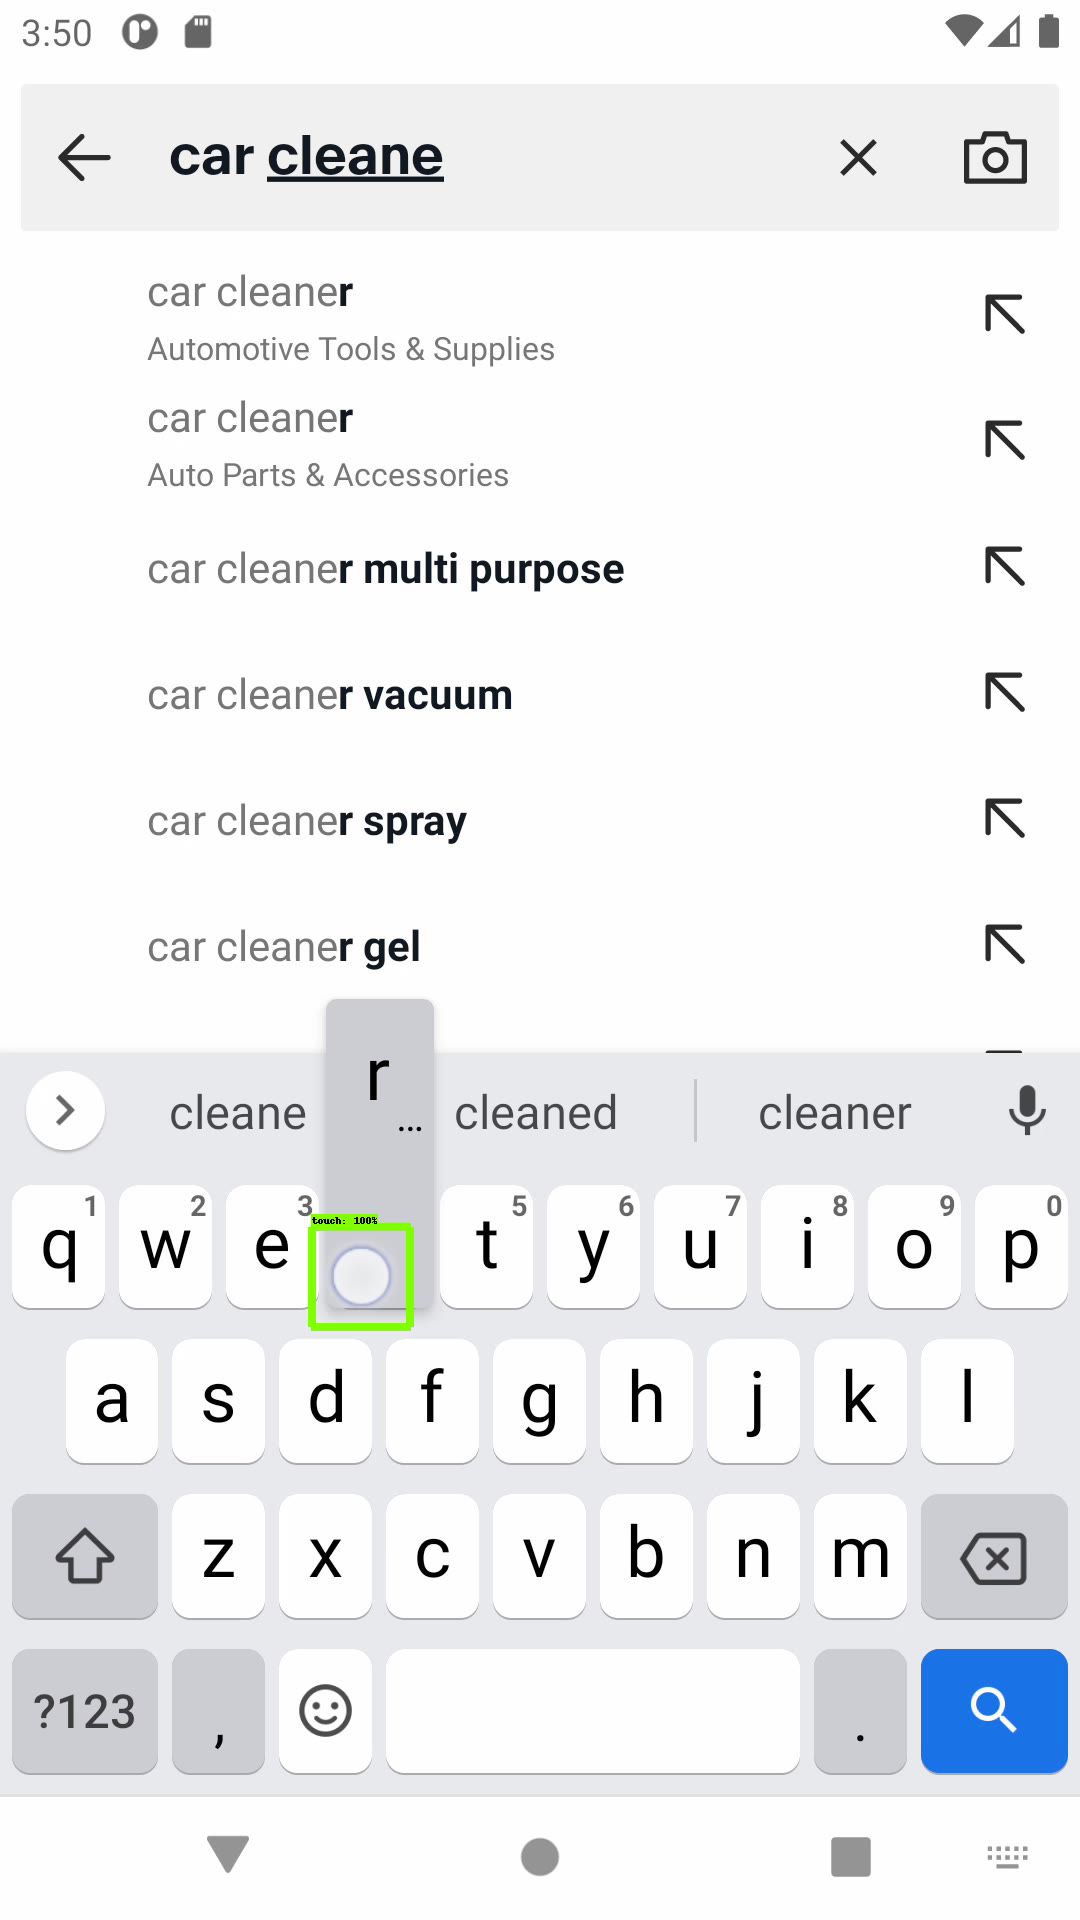 3:50
car cleane
car cleaner
Automotive Tools & Supplies
car cleaner
Auto Parts & Accessories
car cleaner multi purpose
car cleaner vacuum
car cleaner spray
car cleaner gel
r
...
cleane cleaned cleaner
1 2 3 5 6 7 8 9 0
q w e t y u i o p
touch: 100%
a s d f g h j k l
z x c v b n m
?123 , .